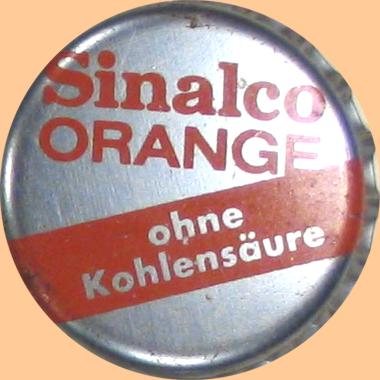 Sinalco
ORANGE
ohne
Kohlensäure